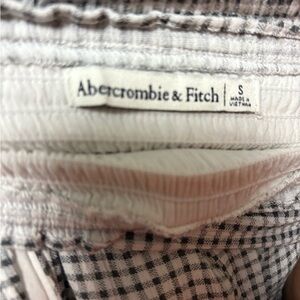 Abercrombie & Fitch
S
MADE IN
VIETNAM